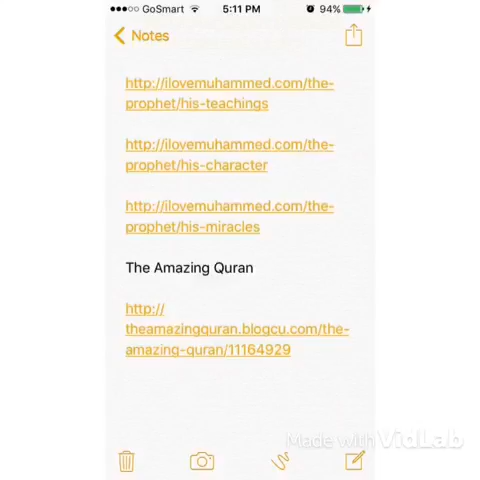 GoSmart 5:11 PM 94%
Notes
http://ilovemuhammed.com/the-
prophet/his-teachings
http://ilovemuhammed.com/the-
prophet/his-character
http://ilovemuhammed.com/the-
prophet/his-miracles
The Amazing Quran
http://
theamazingquran.blogcu.com/the-
amazing-quran/11164929
Made with VidLab